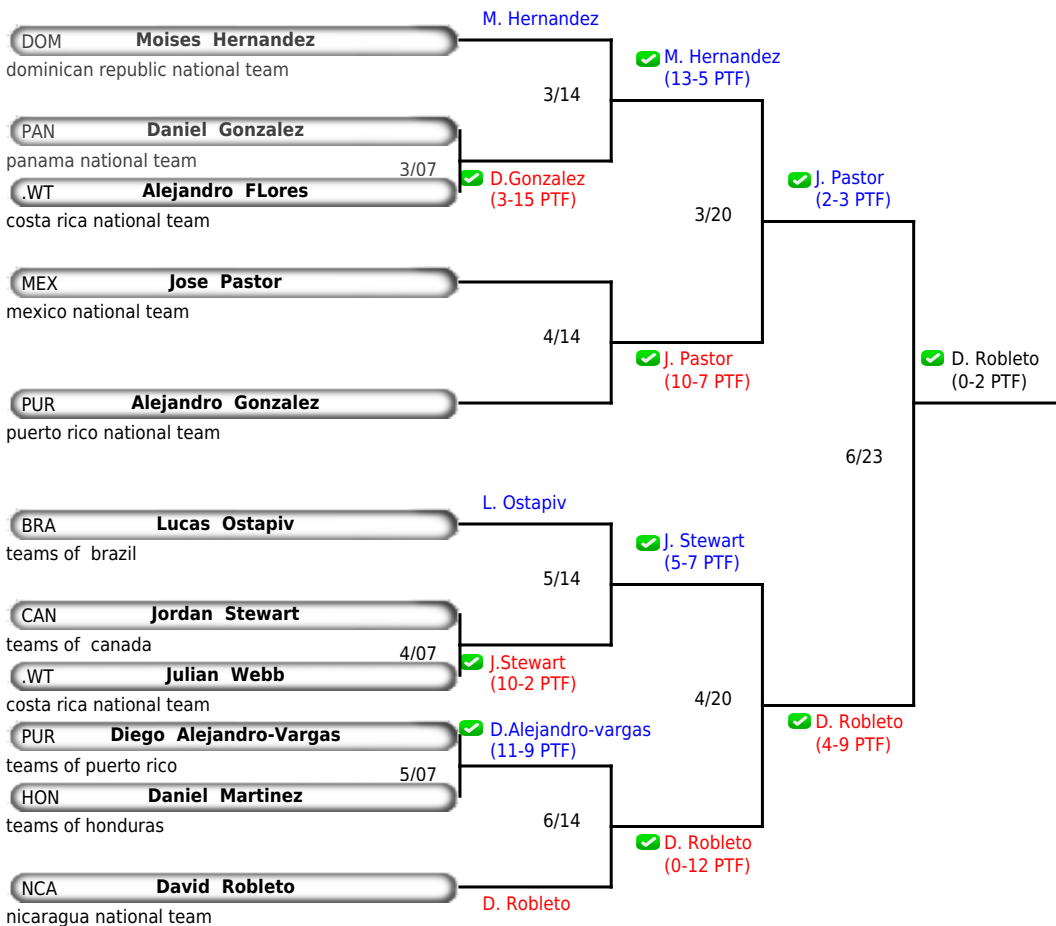 M. Hernandez
DOM Moises Hernandez
dominican republic national team
M. Hernandez
(13-5 PTF)
3/14
PAN Daniel Gonzalez
panama national team
3/07
.WT Alejandro FLores
costa rica national team
D.Gonzalez
(3-15 PTF)
J. Pastor
(2-3 PTF)
3/20
MEX Jose Pastor
mexico national team
4/14
J. Pastor
(10-7 PTF)
D. Robleto
(0-2 PTF)
PUR Alejandro Gonzalez
puerto rico national team
6/23
L. Ostapiv
BRA Lucas Ostapiv
teams of brazil
J. Stewart
(5-7 PTF)
5/14
CAN Jordan Stewart
teams of canada
4/07
.WT Julian Webb
costa rica national team
J.Stewart
(10-2 PTF)
4/20
PUR Diego Alejandro-Vargas
teams of puerto rico
D.Alejandro-vargas
(11-9 PTF)
D. Robleto
(4-9 PTF)
5/07
HON Daniel Martinez
teams of honduras
6/14
D. Robleto
(0-12 PTF)
NCA David Robleto
nicaragua national team
D. Robleto